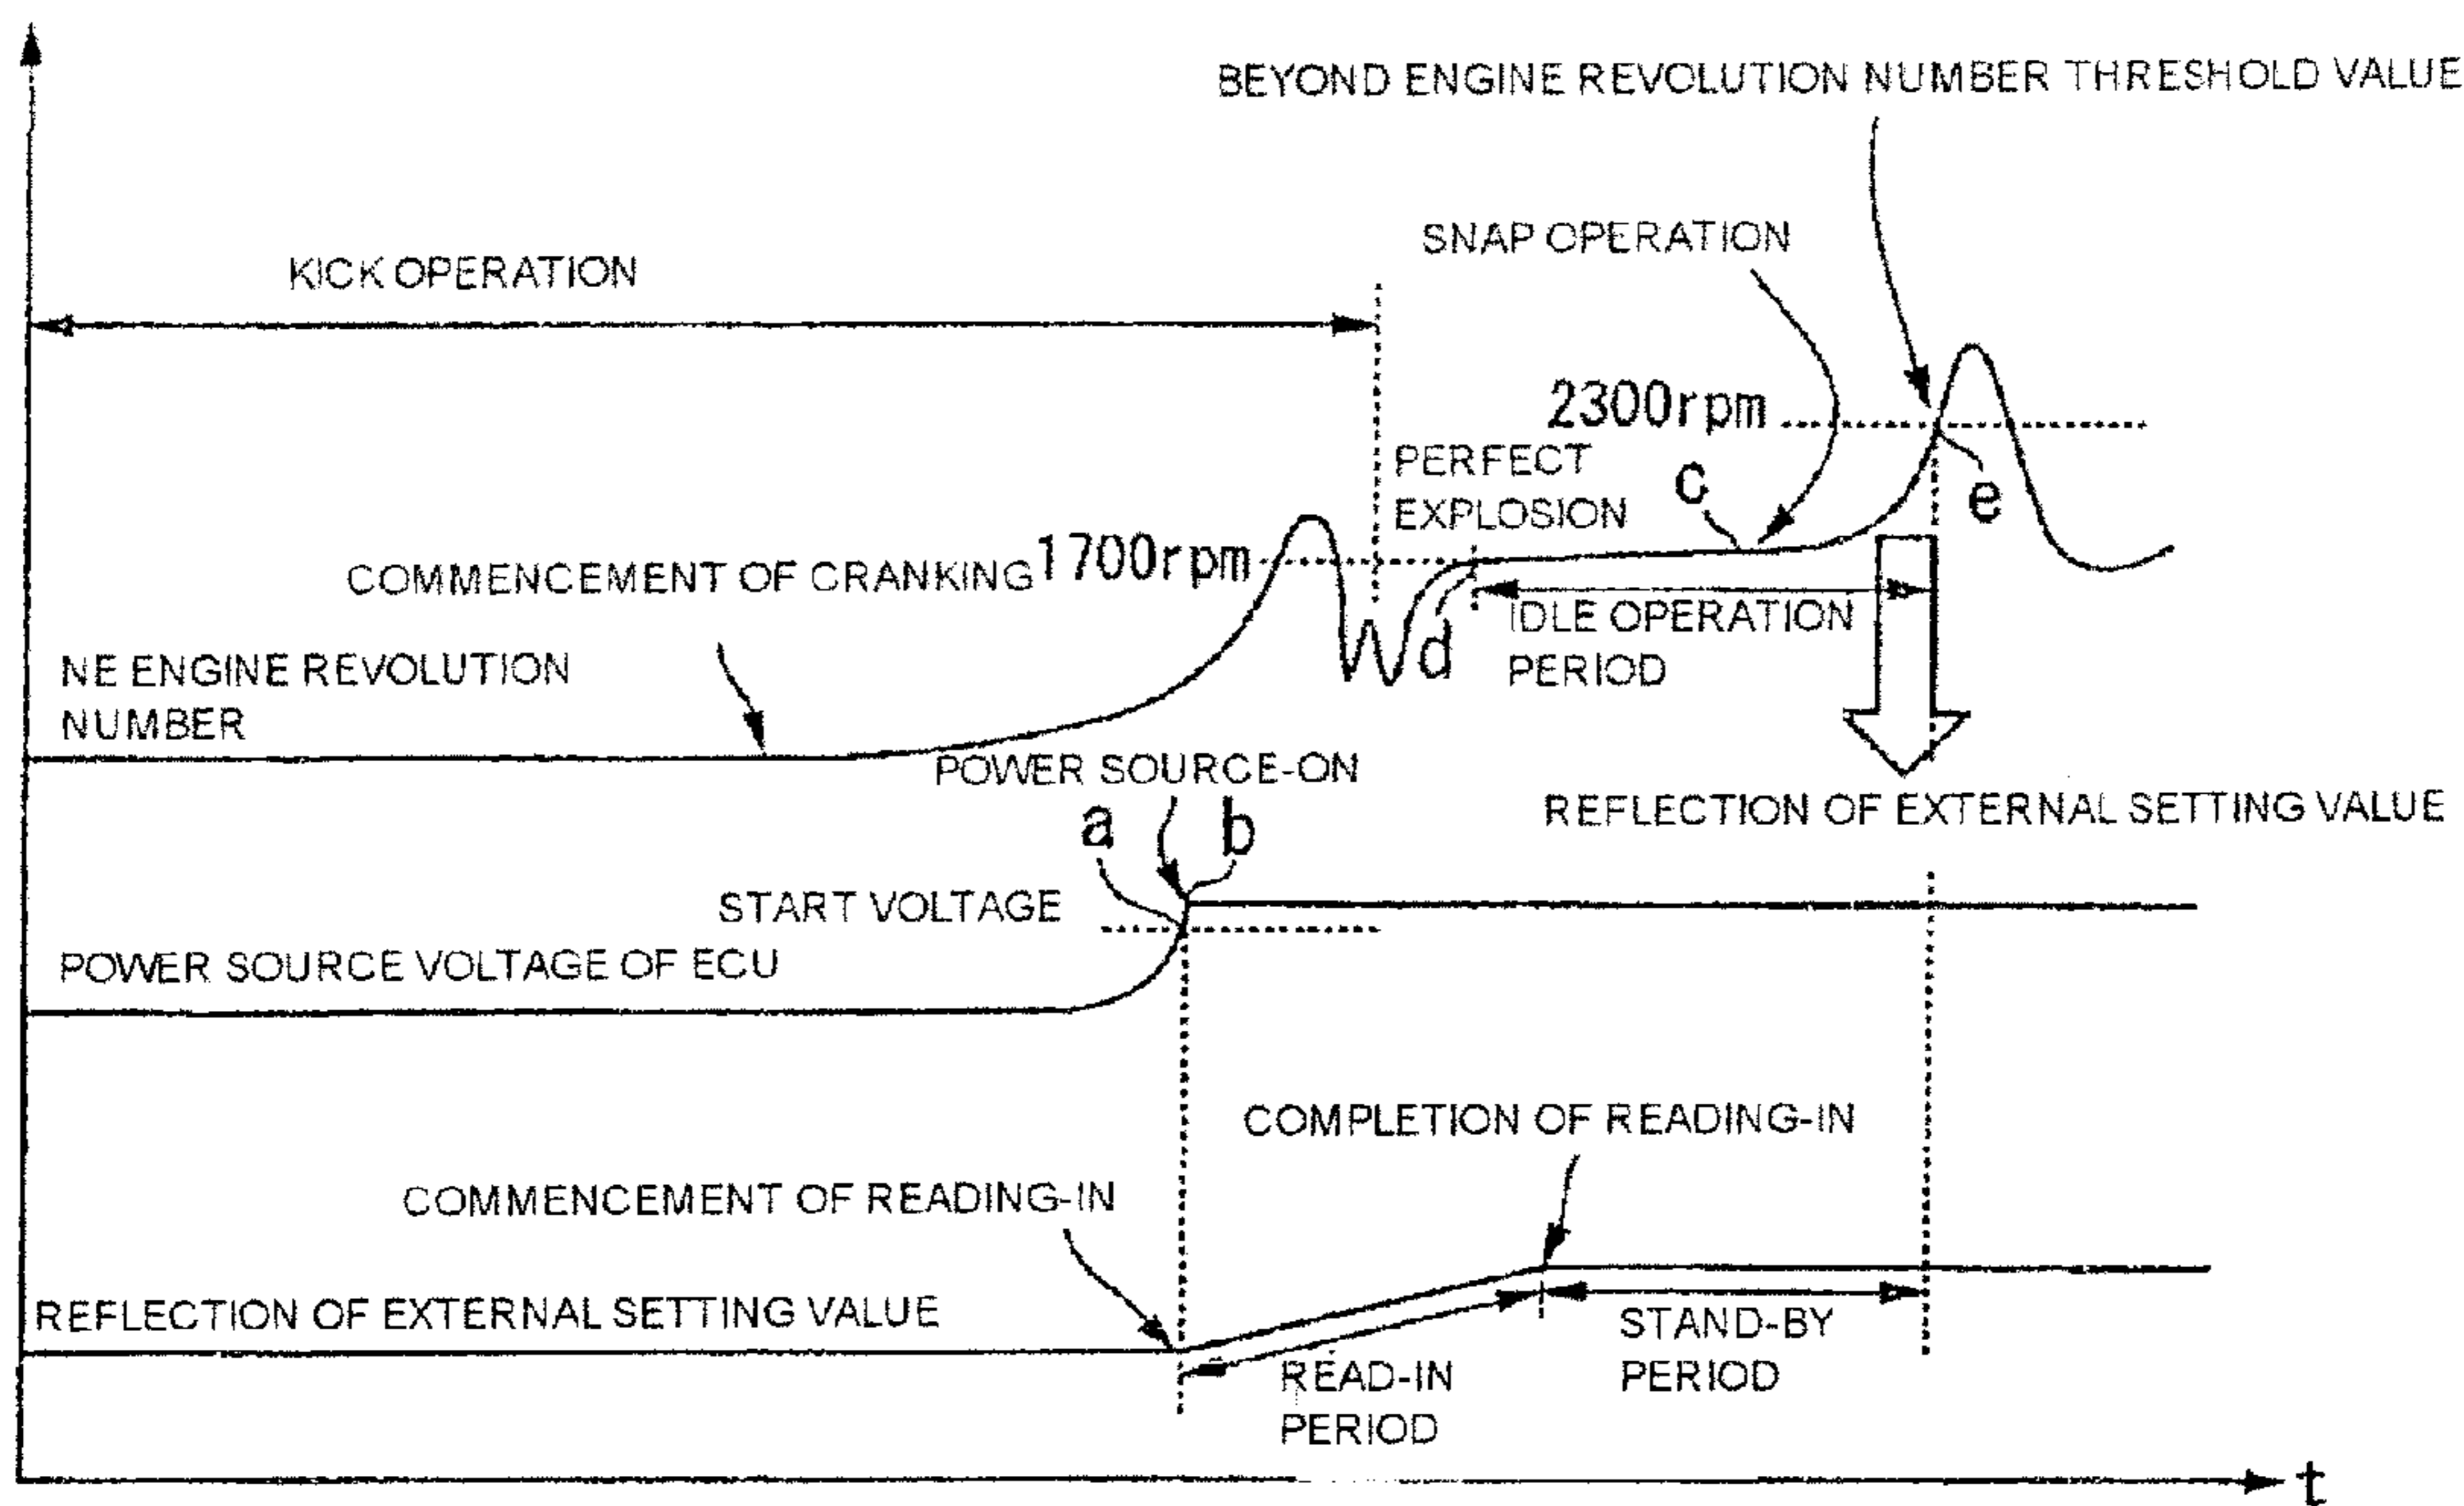 BEYOND ENGINE REVOLUTION NUMBER THRESHOLD VALUE
SNAP OPERATION
KICK OPERATION
2300rpm
PERFECT
EXPLOSION
c
e
COMMENCEMENT OF CRANKING
1700rpm
d
IDLE OPERATION
PERIOD
NE ENGINE REVOLUTION
NUMBER
POWER SOURCE-ON
a
b
REFLECTION OF EXTERNAL SETTING VALUE
START VOLTAGE
POWER SOURCE VOLTAGE OF ECU
COMPLETION OF READING-IN
COMMENCEMENT OF READING-IN
REFLECTION OF EXTERNAL SETTING VALUE
STAND-BY
PERIOD
READ-IN
PERIOD
t